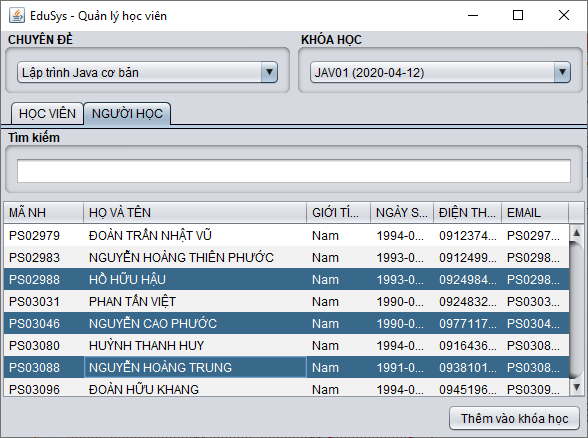 EduSys - Quản lý học viên
CHUYÊN ĐỀ KHÓA HỌC
Lập trình Java cơ bản JAV01 (2020-04-12)
HỌC VIÊN NGƯỜI HỌC
Tìm kiếm
MÃ NH HỌ VÀ TÊN GIỚI TÍ... NGÀY S... ĐIỆN TH... EMAIL
PS02979 ĐOÀN TRẦN NHẬT VŨ Nam 1994-0... 0912374... PS0297...
PS02983 NGUYỄN HOÀNG THIÊN PHƯỚC Nam 1993-0... 0912499... PS0298...
PS02988 HỒ HỮU HẬU Nam 1993-0... 0924984... PS0298...
PS03031 PHAN TẤN VIỆT Nam 1990-0... 0924832... PS0303...
PS03046 NGUYỄN CAO PHƯỚC Nam 1990-0... 0977117... PS0304...
PS03080 HUỲNH THANH HUY Nam 1994-0... 0916436... PS0308...
PS03088 NGUYỄN HOÀNG TRUNG Nam 1991-0... 0938101... PS0308...
PS03096 ĐOÀN HỮU KHANG Nam 1994-0... 0945196... PS0309...
Thêm vào khóa học